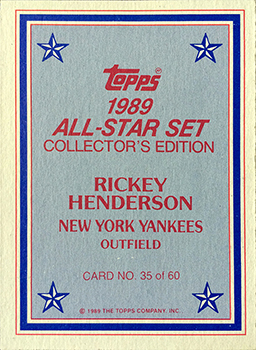 Topps
1989
ALL-STAR SET
COLLECTOR'S EDITION
RICKEY
HENDERSON
NEW YORK YANKEES
OUTFIELD
CARD NO. 35 of 60
© 1989 THE TOPPS COMPANY, INC.